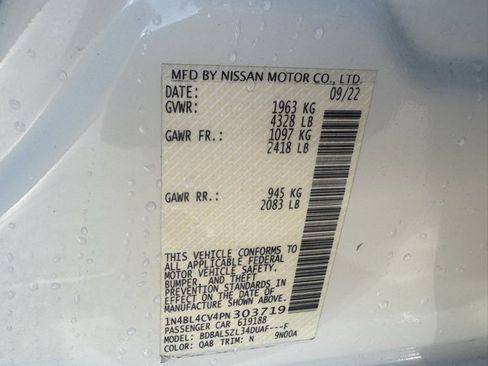 MFD BY NISSAN MOTOR CO., LTD.
DATE: 09/22
GVWR: 1963 KG
4328 LB
GAWR FR.: 1097 KG
2418 LB
GAWR RR.: 945 KG
2083 LB
THIS VEHICLE CONFORMS TO
ALL APPLICABLE FEDERAL
MOTOR VEHICLE SAFETY,
BUMPER, AND THEFT
PREVENTION STANDARDS IN
EFFECT ON THE DATE OF
MANUFACTURE SHOWN ABOVE.
1N4BL4CV4PN303719
PASSENGER CAR 619188
MODEL: BDBALSZL34DUAF---F
COLOR: QAB TRIM: N 9N00A